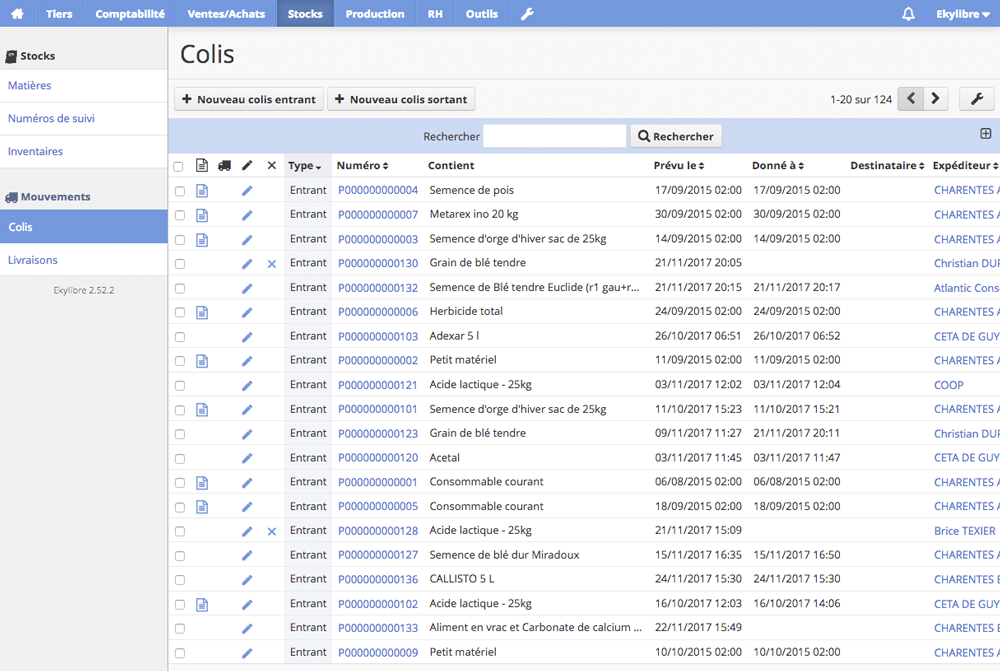 Tiers Comptabilité Ventes/Achats Stocks Production RH Outils Ekylibre
Stocks
Matières
Numéros de suivi
Inventaires
Mouvements
Colis
Livraisons
Ekylibre 2.52.2
Colis
Nouveau colis entrant Nouveau colis sortant 1-20 sur 124
Rechercher Rechercher
Type Numéro Contient Prévu le Donné à Destinataire Expéditeur
Entrant P000000000004 Semence de pois 17/09/2015 02:00 17/09/2015 02:00 CHARENTES A
Entrant P000000000007 Metarex ino 20 kg 30/09/2015 02:00 30/09/2015 02:00 CHARENTES A
Entrant P000000000003 Semence d'orge d'hiver sac de 25kg 14/09/2015 02:00 14/09/2015 02:00 CHARENTES A
Entrant P000000000130 Grain de blé tendre 21/11/2017 20:05 Christian DUP
Entrant P000000000132 Semence de Blé tendre Euclide (r1 gau+r... 21/11/2017 20:15 21/11/2017 20:17 Atlantic Cons
Entrant P000000000006 Herbicide total 24/09/2015 02:00 24/09/2015 02:00 CHARENTES A
Entrant P000000000103 Adexar 5 l 26/10/2017 06:51 26/10/2017 06:52 CETA DE GUY
Entrant P000000000002 Petit matériel 11/09/2015 02:00 11/09/2015 02:00 CHARENTES A
Entrant P000000000121 Acide lactique - 25kg 03/11/2017 12:02 03/11/2017 12:04 COOP
Entrant P000000000101 Semence d'orge d'hiver sac de 25kg 11/10/2017 15:23 11/10/2017 15:21 CHARENTES A
Entrant P000000000123 Grain de blé tendre 09/11/2017 11:27 21/11/2017 20:11 Christian DUP
Entrant P000000000120 Acetal 03/11/2017 11:45 03/11/2017 11:47 CETA DE GUY
Entrant P000000000001 Consommable courant 06/08/2015 02:00 06/08/2015 02:00 CHARENTES A
Entrant P000000000005 Consommable courant 18/09/2015 02:00 18/09/2015 02:00 CHARENTES A
Entrant P000000000128 Acide lactique - 25kg 21/11/2017 15:09 Brice TEXIER
Entrant P000000000127 Semence de blé dur Miradoux 15/11/2017 16:35 15/11/2017 16:50 CHARENTES A
Entrant P000000000136 CALLISTO 5 L 24/11/2017 15:30 24/11/2017 15:30 CHARENTES E
Entrant P000000000102 Acide lactique - 25kg 16/10/2017 12:03 16/10/2017 14:06 CETA DE GUY
Entrant P000000000133 Aliment en vrac et Carbonate de calcium ... 22/11/2017 15:49 CHARENTES E
Entrant P000000000009 Petit matériel 10/10/2015 02:00 10/10/2015 02:00 CHARENTES A